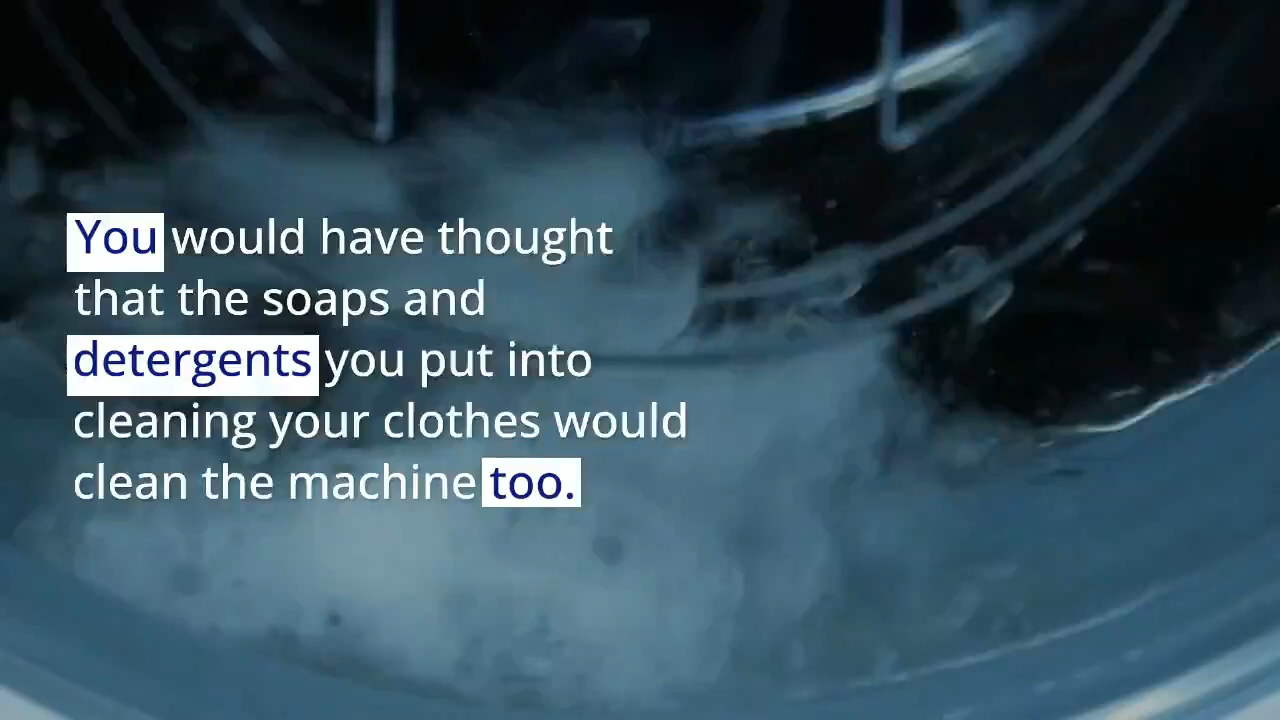 You would have thought
that the soaps and
detergents you put into
cleaning your clothes would
clean the machine too.